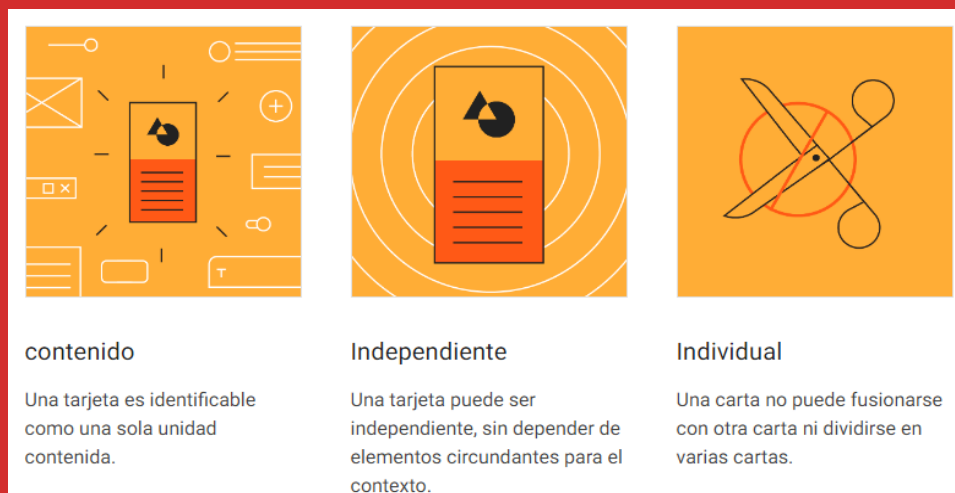 T
contenido
Una tarjeta es identificable
como una sola unidad
contenida.
Independiente
Una tarjeta puede ser
independiente, sin depender de
elementos circundantes para el
contexto.
Individual
Una carta no puede fusionarse
con otra carta ni dividirse en
varias cartas.